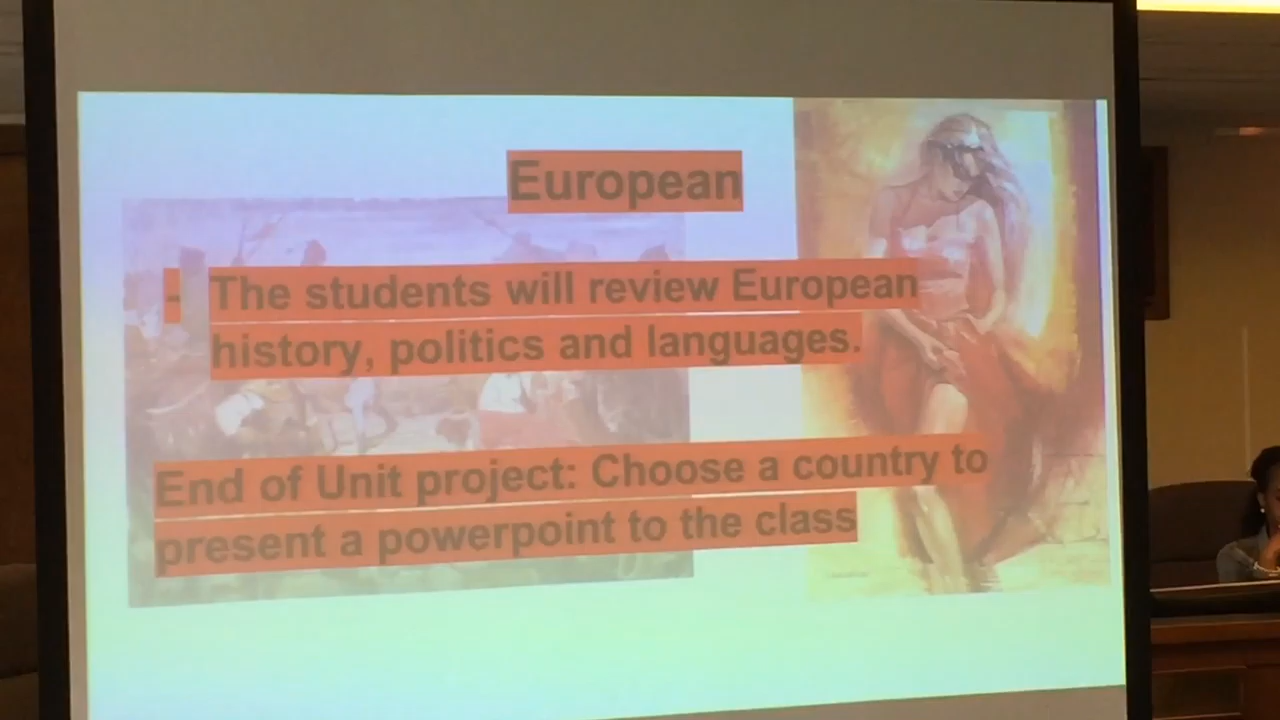 European
- The students will review European
history, politics and languages.
End of Unit project: Choose a country to
present a powerpoint to the class